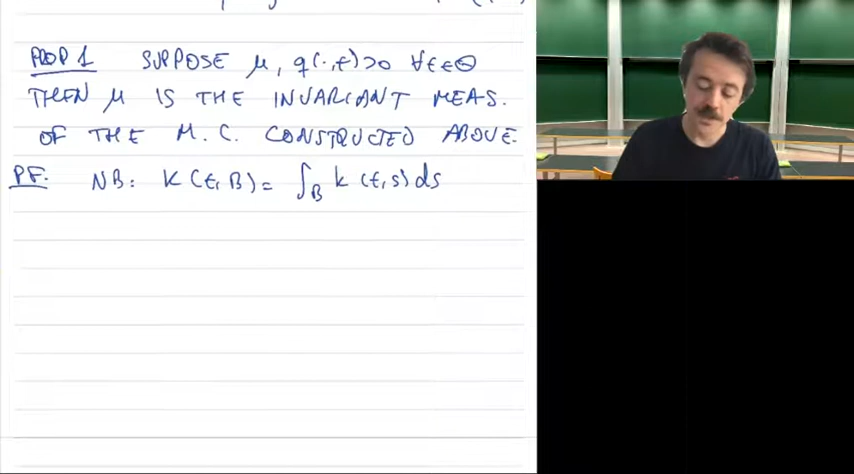 PROP 1 SUPPOSE μ, q(·,t)>0 ∀t∈Θ
THEN μ IS THE INVARIANT MEAS.
OF THE M.C. CONSTRUCTED ABOVE.
PF. NB: K(t,B)= ∫_B k(t,s)ds